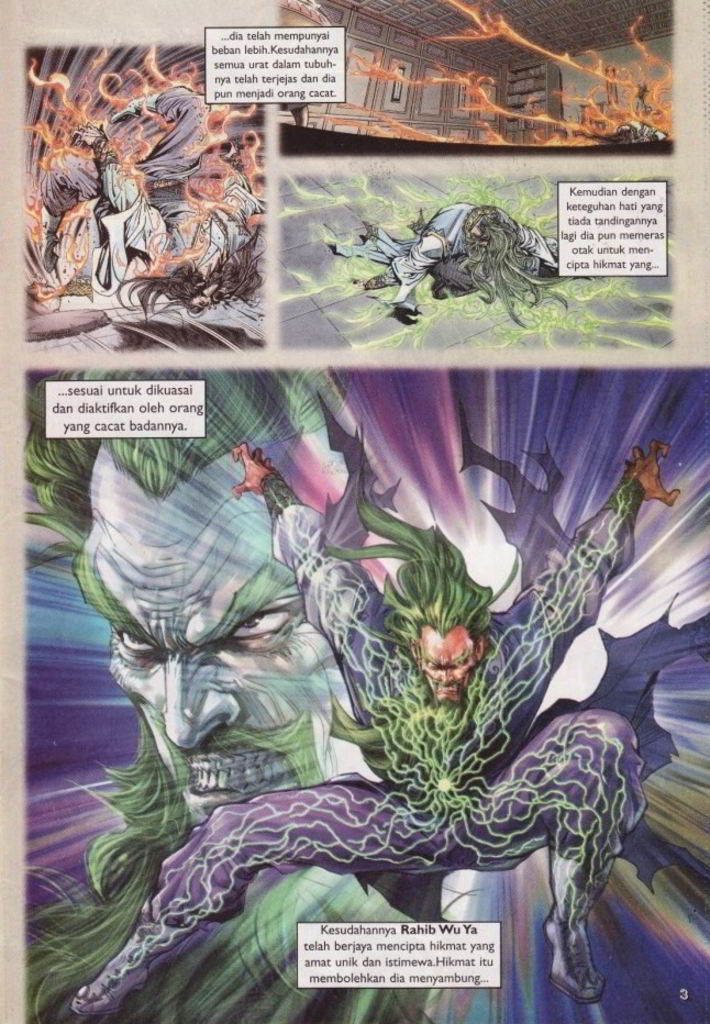 ...dia telah mempunyai
beban lebih.Kesudahannya
semua urat dalam tubuh-
nya telah terjejas dan dia
pun menjadi orang cacat.
Kemudian dengan
keteguhan hati yang
tiada tandingannya
lagi dia pun memeras
otak untuk men-
cipta hikmat yang...
...sesuai untuk dikuasai
dan diaktifkan oleh orang
yang cacat badannya.
Kesudahannya Rahib Wu Ya
telah berjaya mencipta hikmat yang
amat unik dan istimewa.Hikmat itu
membolehkan dia menyambung...
3